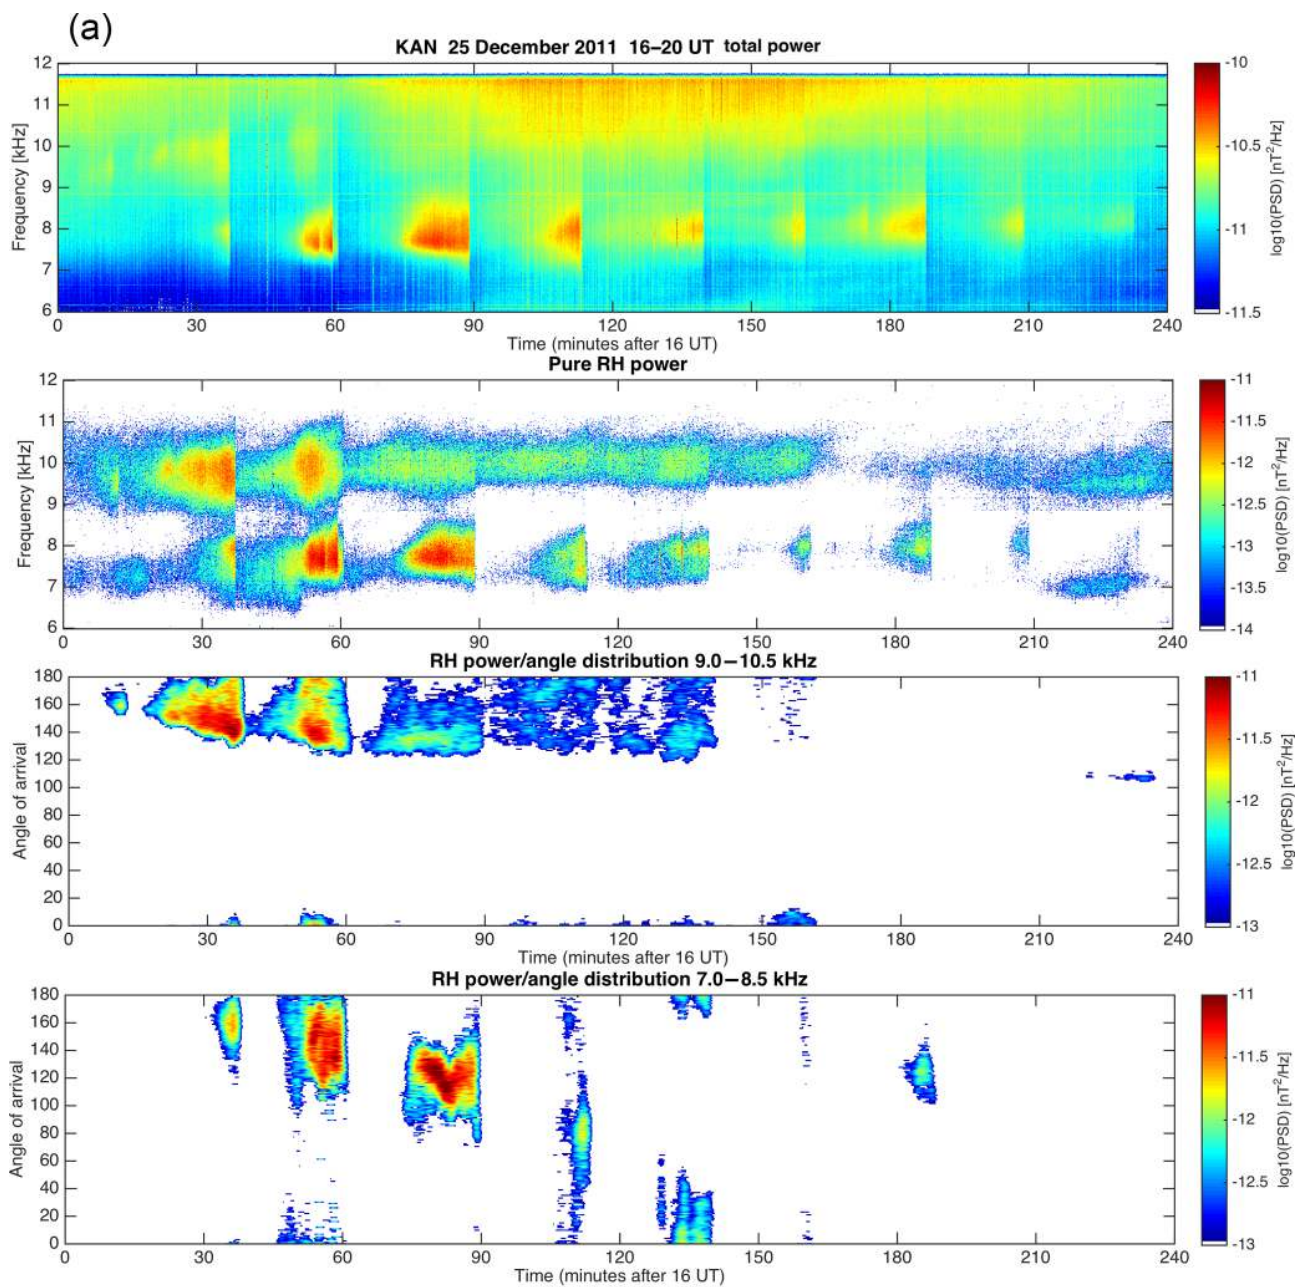 (a)
KAN 25 December 2011 16–20 UT total power
Frequency [kHz]
12
11
10
9
8
7
6
0 30 60 90 120 150 180 210 240
Time (minutes after 16 UT)
-10
-10.5
-11
-11.5
log10(PSD) [nT²/Hz]
Pure RH power
Frequency [kHz]
12
11
10
9
8
7
6
0 30 60 90 120 150 180 210 240
-11
-12
-13
-14
log10(PSD) [nT²/Hz]
RH power/angle distribution 9.0–10.5 kHz
Angle of arrival
180
160
140
120
100
80
60
40
20
0
0 30 60 90 120 150 180 210 240
Time (minutes after 16 UT)
-11
-11.5
-12
-12.5
-13
log10(PSD) [nT²/Hz]
RH power/angle distribution 7.0–8.5 kHz
Angle of arrival
180
160
140
120
100
80
60
40
20
0
0 30 60 90 120 150 180 210 240
Time (minutes after 16 UT)
-11
-11.5
-12
-12.5
-13
log10(PSD) [nT²/Hz]